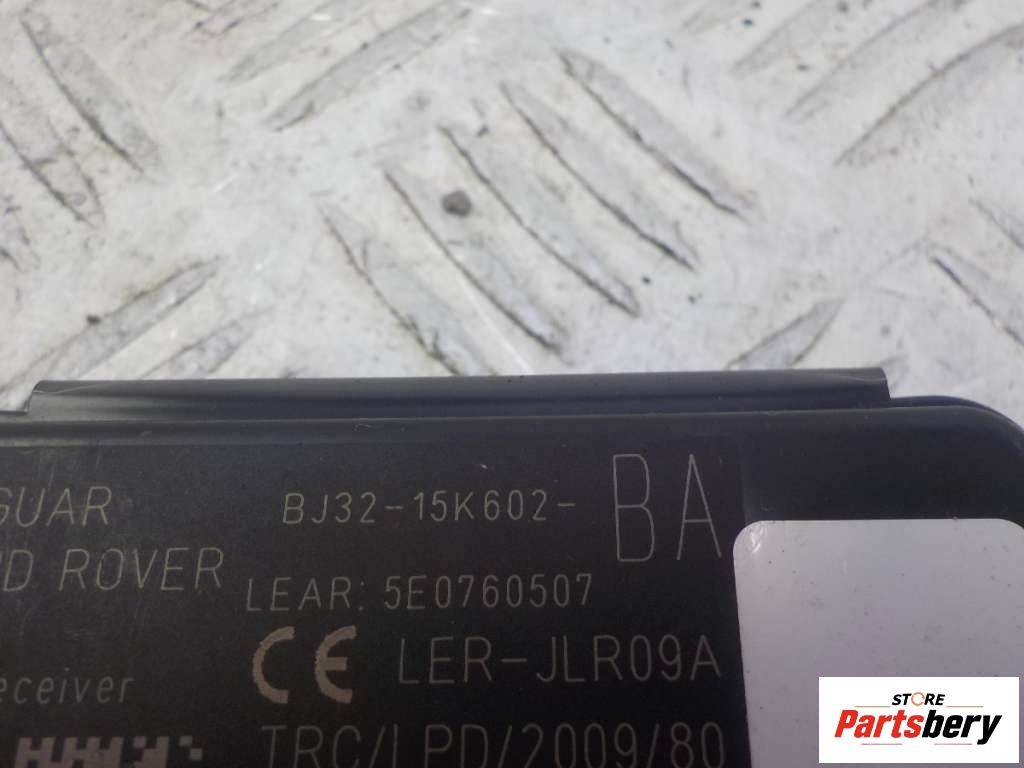 GUAR
BJ32-15K602-BA
D ROVER
LEAR: 5E0760507
CE LER-JLR09A
eceiver
TRC/LPD/2009/80
STORE
Partsbery